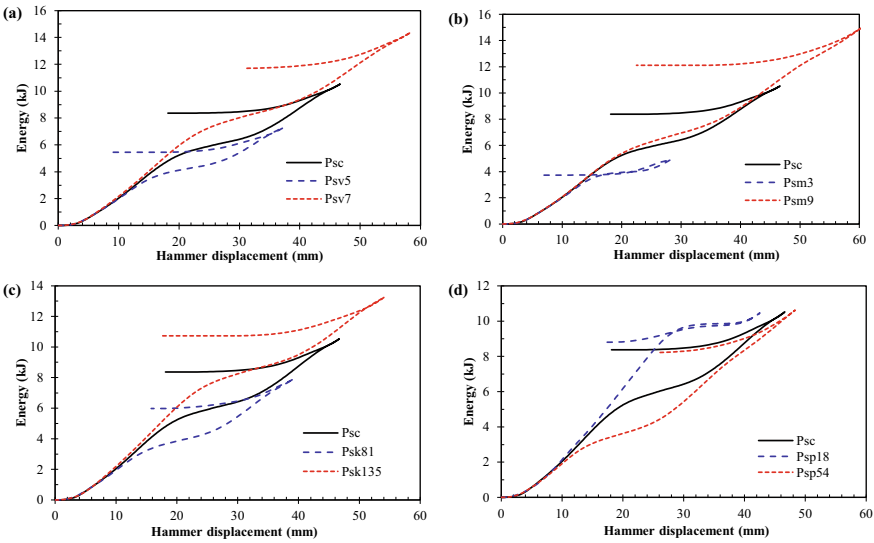 (a)
16
14
12
10
8
6
4
2
0
Energy (kJ)
Psc
Psv5
Psv7
0 10 20 30 40 50 60
Hammer displacement (mm)
(b)
16
14
12
10
8
6
4
2
0
Energy (kJ)
Psc
Psm3
Psm9
0 10 20 30 40 50 60
Hammer displacement (mm)
(c)
14
12
10
8
6
4
2
0
Energy (kJ)
Psc
Psk81
Psk135
0 10 20 30 40 50 60
Hammer displacement (mm)
(d)
12
10
8
6
4
2
0
Energy (kJ)
Psc
Psp18
Psp54
0 10 20 30 40 50 60
Hammer displacement (mm)